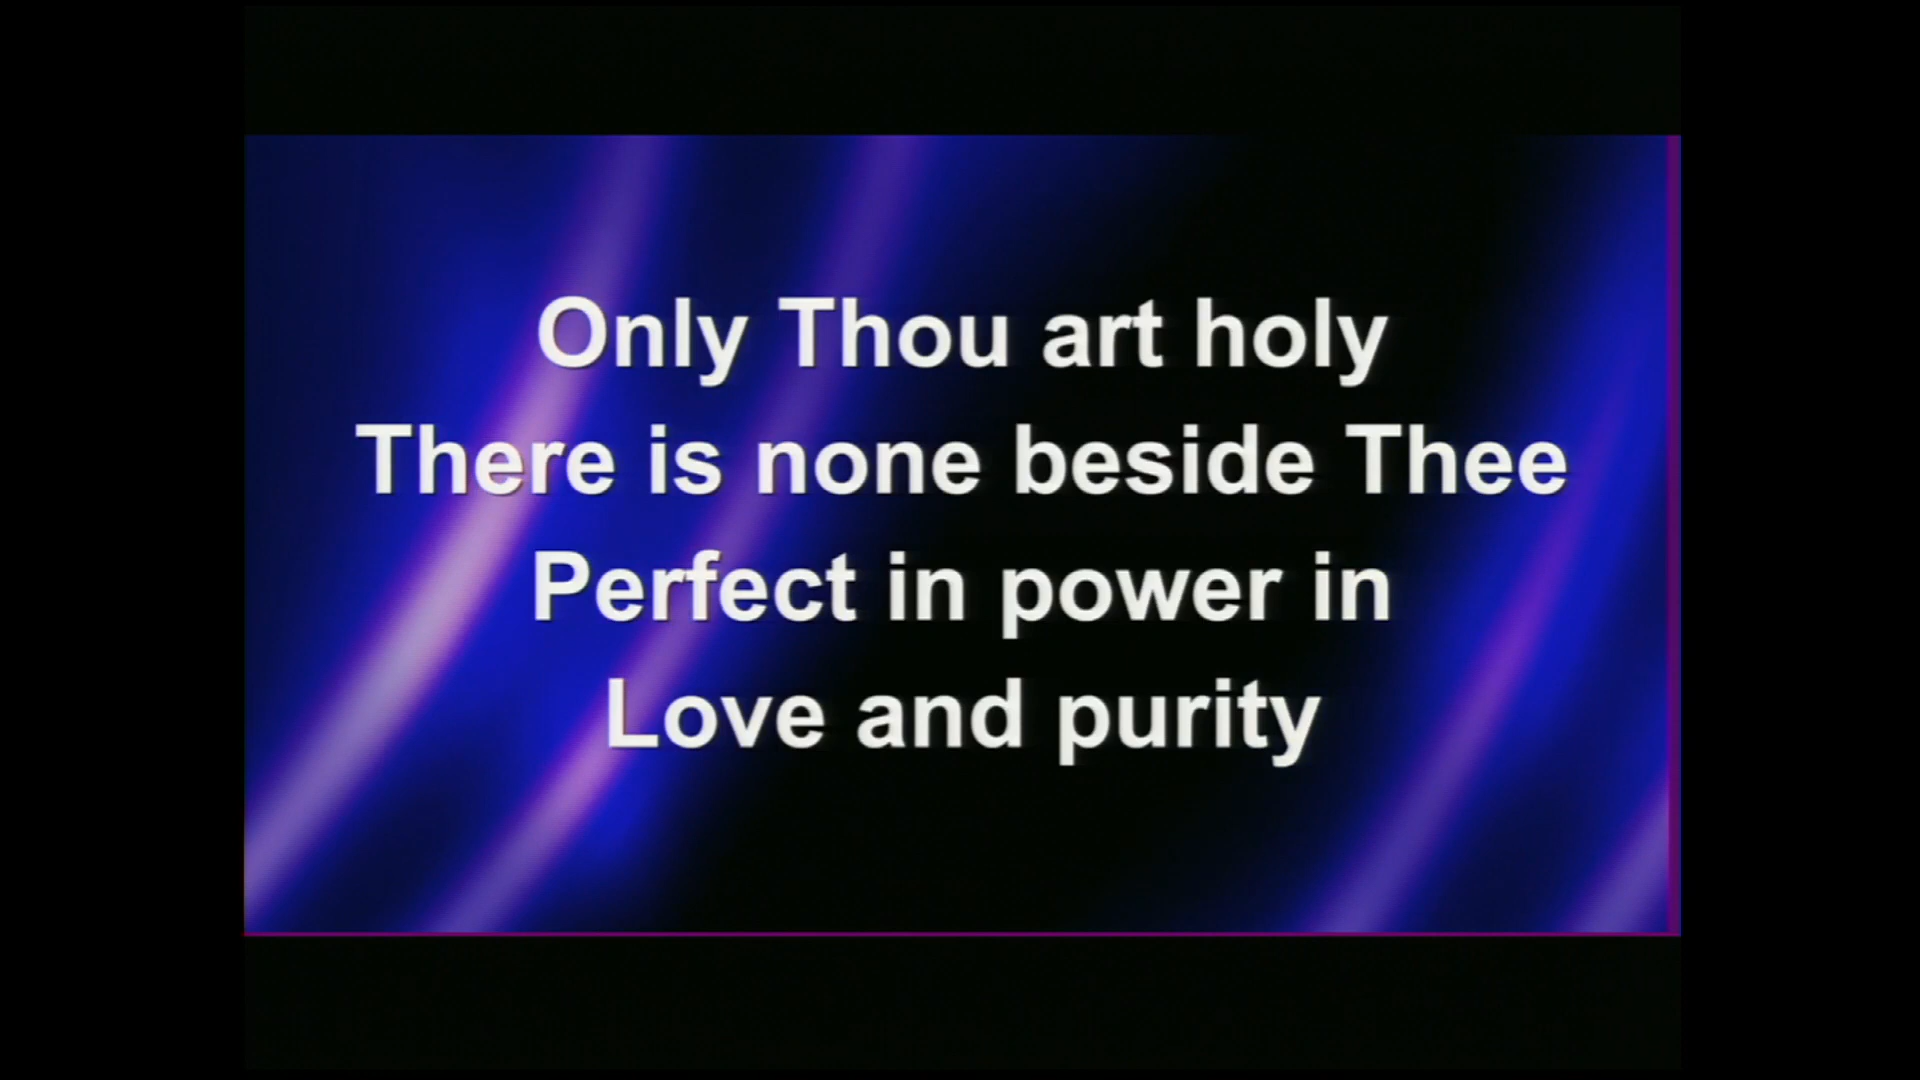 Only Thou art holy
There is none beside Thee
Perfect in power in
Love and purity